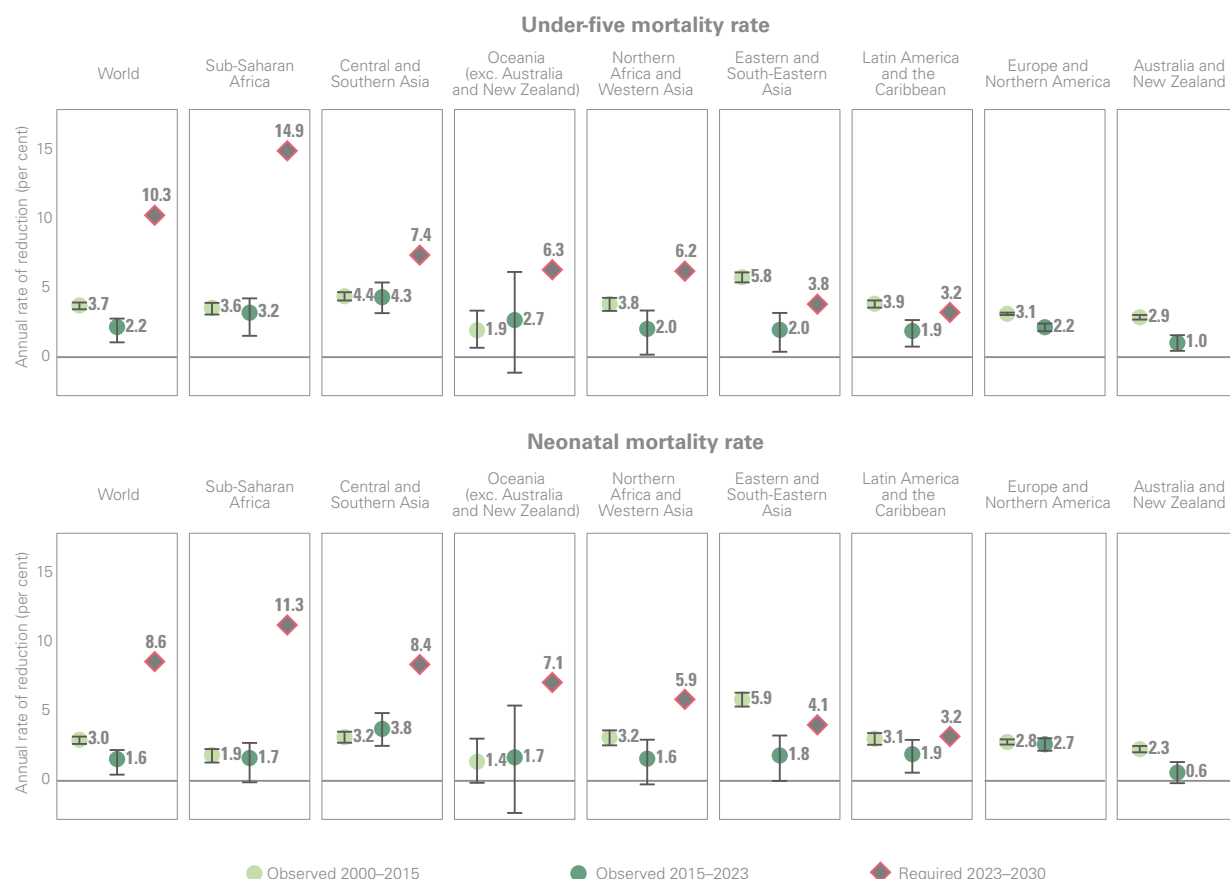 Under-five mortality rate
World
Sub-Saharan
Africa
Central and
Southern Asia
Oceania
(exc. Australia
and New Zealand)
Northern
Africa and
Western Asia
Eastern and
South-Eastern
Asia
Latin America
and the
Caribbean
Europe and
Northern America
Australia and
New Zealand
Annual rate of reduction (per cent)
15
10
5
0
3.7
2.2
10.3
3.6
3.2
14.9
4.4
4.3
7.4
1.9
2.7
6.3
3.8
2.0
6.2
5.8
2.0
3.8
3.9
1.9
3.2
3.1
2.2
2.9
1.0
Neonatal mortality rate
World
Sub-Saharan
Africa
Central and
Southern Asia
Oceania
(exc. Australia
and New Zealand)
Northern
Africa and
Western Asia
Eastern and
South-Eastern
Asia
Latin America
and the
Caribbean
Europe and
Northern America
Australia and
New Zealand
Annual rate of reduction (per cent)
15
10
5
0
3.0
1.6
8.6
1.9
1.7
11.3
3.2
3.8
8.4
1.4
1.7
7.1
3.2
1.6
5.9
5.9
1.8
4.1
3.1
1.9
3.2
2.8
2.7
2.3
0.6
Observed 2000–2015
Observed 2015–2023
Required 2023–2030